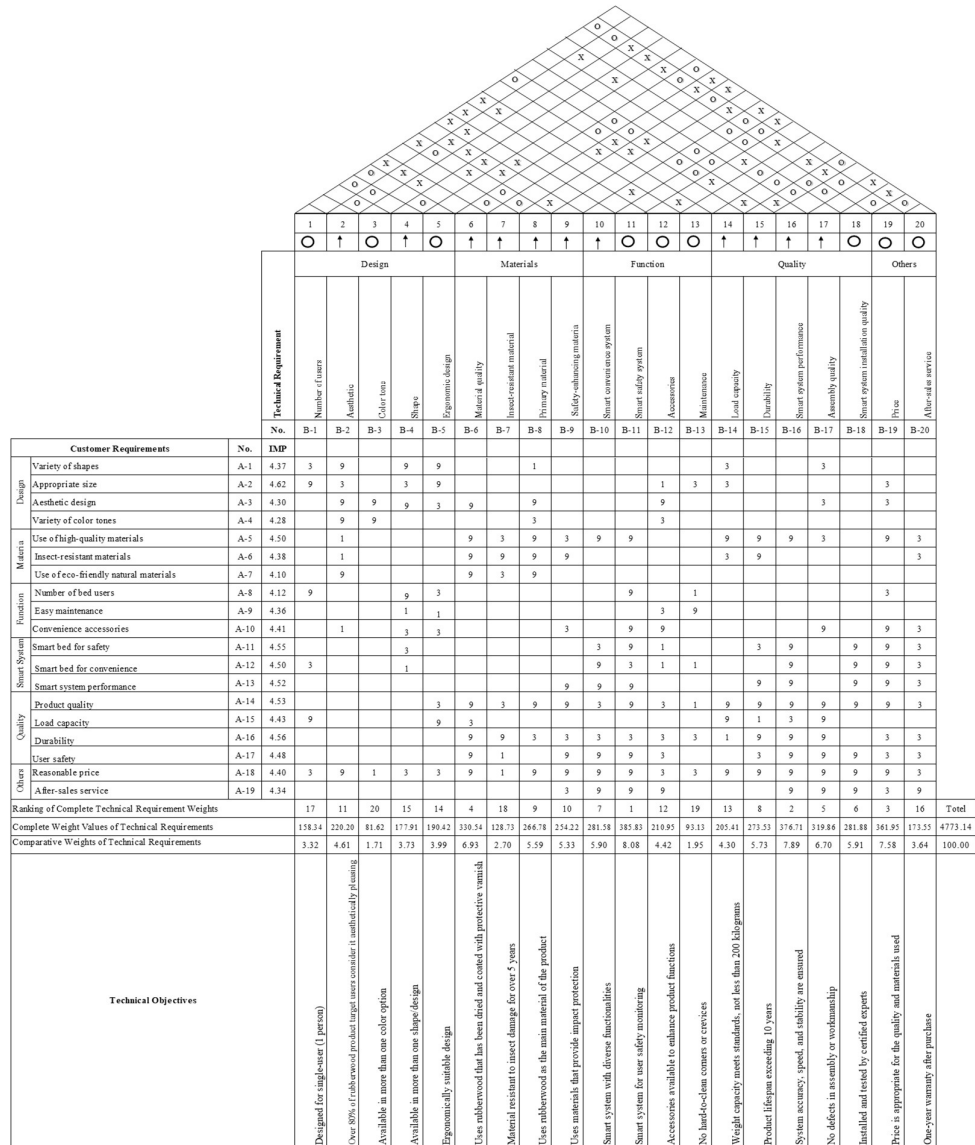 1 2 3 4 5 6 7 8 9 10 11 12 13 14 15 16 17 18 19 20
Design Materials Function Quality Others
Technical Requirement
Number of users
Aesthetic
Color tone
Shape
Ergonomic design
Material quality
Insect-resistant material
Primary material
Safety-enhancing materia
Smart convenience system
Smart safety system
Accessories
Maintenance
Load capacity
Durability
Smart system performance
Assembly quality
Smart system installation quality
Price
After-sales service
No. B-1 B-2 B-3 B-4 B-5 B-6 B-7 B-8 B-9 B-10 B-11 B-12 B-13 B-14 B-15 B-16 B-17 B-18 B-19 B-20
Customer Requirements No. IMP
Design
Variety of shapes A-1 4.37 3 9 9 9 1 3 3
Appropriate size A-2 4.62 9 3 3 9 1 3 3 3
Aesthetic design A-3 4.30 9 9 9 3 9 9 9 3 3
Variety of color tones A-4 4.28 9 9 3 3
Materia
Use of high-quality materials A-5 4.50 1 9 3 9 3 9 9 9 9 9 3 9 3
Insect-resistant materials A-6 4.38 1 9 9 9 9 3 9 3
Use of eco-friendly natural materials A-7 4.10 9 9 3 9
Function
Number of bed users A-8 4.12 9 9 3 9 1 3
Easy maintenance A-9 4.36 1 1 3 9
Convenience accessories A-10 4.41 1 3 3 3 9 9 9 9 3
Smart System
Smart bed for safety A-11 4.55 3 3 9 1 3 9 9 9 3
Smart bed for convenience A-12 4.50 3 1 9 3 1 1 9 9 9 3
Smart system performance A-13 4.52 9 9 9 9 9 9 9 3
Quality
Product quality A-14 4.53 3 9 3 9 9 3 9 3 1 9 9 9 9 9 9 3
Load capacity A-15 4.43 9 9 3 9 1 3 9
Durability A-16 4.56 9 9 3 3 3 3 3 3 1 9 9 9 3 3
User safety A-17 4.48 9 1 9 9 9 3 3 9 9 9 3 3
Others
Reasonable price A-18 4.40 3 9 1 3 3 9 1 9 9 9 9 3 3 9 9 9 9 9 9 3
After-sales service A-19 4.34 3 9 9 9 9 9 9 3 9
Ranking of Complete Technical Requirement Weights 17 11 20 15 14 4 18 9 10 7 1 12 19 13 8 2 5 6 3 16 Total
Complete Weight Values of Technical Requirements 158.34 220.20 81.62 177.91 190.42 330.54 128.73 266.78 254.22 281.58 385.83 210.95 93.13 205.41 273.53 376.71 319.86 281.88 361.95 173.55 4773.14
Comparative Weights of Technical Requirements 3.32 4.61 1.71 3.73 3.99 6.93 2.70 5.59 5.33 5.90 8.08 4.42 1.95 4.30 5.73 7.89 6.70 5.91 7.58 3.64 100.00
Technical Objectives
Designed for single-user (1 person)
Over 80% of rubberwood product target users consider it aesthetically pleasing
Available in more than one color option
Available in more than one shape/design
Ergonomically suitable design
Uses rubberwood that has been dried and coated with protective varnish
Material resistant to insect damage for over 5 years
Uses rubberwood as the main material of the product
Uses materials that provide impact protection
Smart system with diverse functionalities
Smart system for user safety monitoring
Accessories available to enhance product functions
No hard-to-clean corners or crevices
Weight capacity meets standards, not less than 200 kilograms
Product lifespan exceeding 10 years
System accuracy, speed, and stability are ensured
No defects in assembly or workmanship
Installed and tested by certified experts
Price is appropriate for the quality and materials used
One-year warranty after purchase